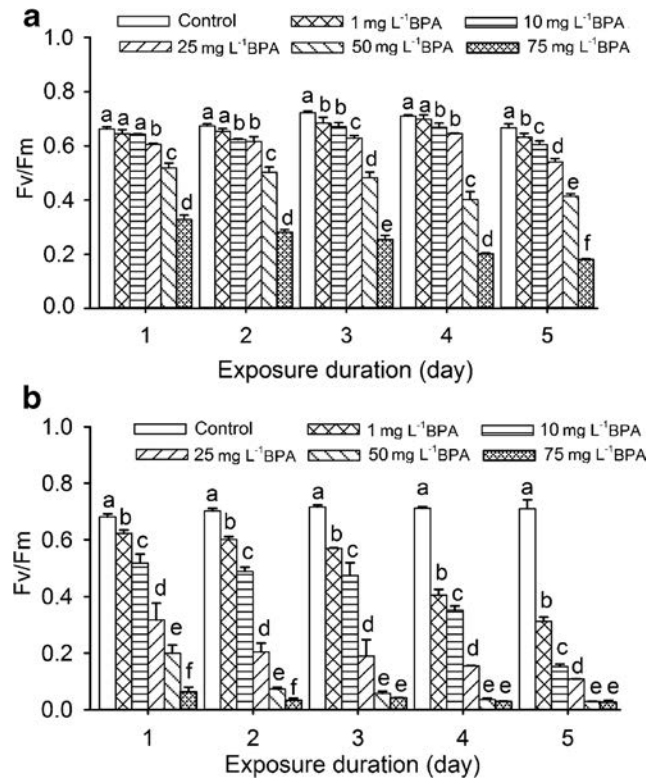 a
Control 1 mg L⁻¹BPA 10 mg L⁻¹BPA
25 mg L⁻¹BPA 50 mg L⁻¹BPA 75 mg L⁻¹BPA
1.0
0.8
0.6
0.4
0.2
0.0
Fv/Fm
a a a b c d
a a b b c d
a b b c d e
a a b b c d
a b c d e f
1 2 3 4 5
Exposure duration (day)
b
Control 1 mg L⁻¹BPA 10 mg L⁻¹BPA
25 mg L⁻¹BPA 50 mg L⁻¹BPA 75 mg L⁻¹BPA
1.0
0.8
0.6
0.4
0.2
0.0
Fv/Fm
a b c d e f
a b c d e f
a b c d e e
a b c d e e
a b c d e e
1 2 3 4 5
Exposure duration (day)